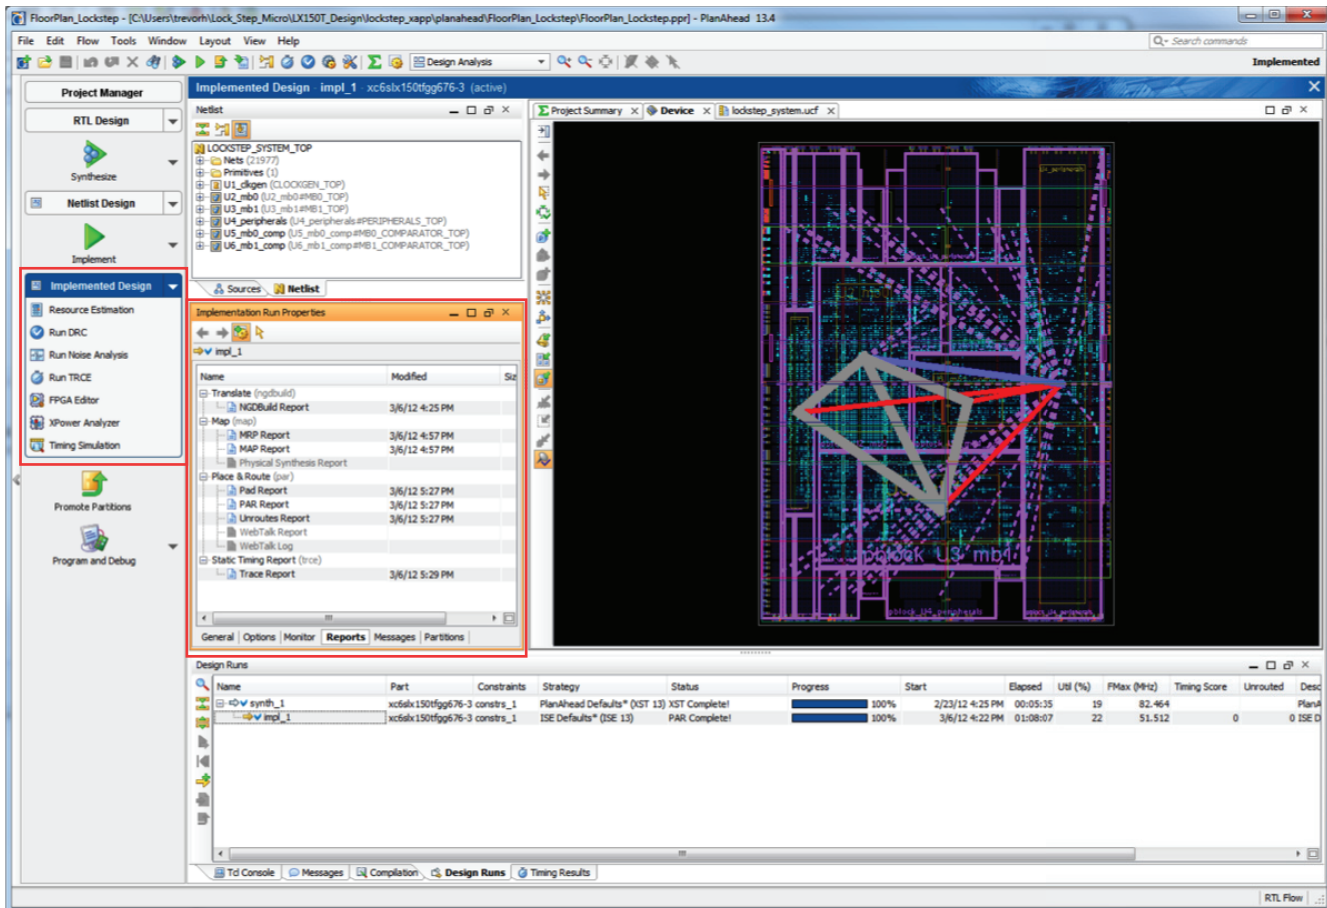 FloorPlan_Lockstep - [C:\Users\trevorh\Lock_Step_Micro\LX150T_Design\lockstep_xapp\planahead\FloorPlan_Lockstep\FloorPlan_Lockstep.ppr] - PlanAhead 13.4
File Edit Flow Tools Window Layout View Help
Search commands
Design Analysis
Implemented
Project Manager
RTL Design
Synthesize
Netlist Design
Implement
Implemented Design
Resource Estimation
Run DRC
Run Noise Analysis
Run TRCE
FPGA Editor
XPower Analyzer
Timing Simulation
Promote Partitions
Program and Debug
Implemented Design - impl_1 - xc6slx150tfgg676-3 (active)
Netlist
LOCKSTEP_SYSTEM_TOP
Nets (21977)
Primitives (1)
U1_clkgen (CLOCKGEN_TOP)
U2_mb0 (U2_mb0#MB0_TOP)
U3_mb1 (U3_mb1#MB1_TOP)
U4_peripherals (U4_peripherals#PERIPHERALS_TOP)
U5_mb0_comp (U5_mb0_comp#MB0_COMPARATOR_TOP)
U6_mb1_comp (U6_mb1_comp#MB1_COMPARATOR_TOP)
Sources Netlist
Implementation Run Properties
impl_1
Name Modified Siz
Translate (ngdbuild)
NGDBuild Report 3/6/12 4:25 PM
Map (map)
MRP Report 3/6/12 4:57 PM
MAP Report 3/6/12 4:57 PM
Physical Synthesis Report
Place & Route (par)
Pad Report 3/6/12 5:27 PM
PAR Report 3/6/12 5:27 PM
Unroutes Report 3/6/12 5:27 PM
WebTalk Report
WebTalk Log
Static Timing Report (trce)
Trace Report 3/6/12 5:29 PM
General Options Monitor Reports Messages Partitions
Project Summary Device lockstep_system.ucf
pblock_U3_mb1
pblock_U4_peripherals
Design Runs
Name Part Constraints Strategy Status Progress Start Elapsed Util (%) FMax (MHz) Timing Score Unrouted Desc
synth_1 xc6slx150tfgg676-3 constrs_1 PlanAhead Defaults* (XST 13) XST Complete! 100% 2/23/12 4:25 PM 00:05:35 19 82.464 PlanA
impl_1 xc6slx150tfgg676-3 constrs_1 ISE Defaults* (ISE 13) PAR Complete! 100% 3/6/12 4:22 PM 01:08:07 22 51.512 0 0 ISE D
Tcl Console Messages Compilation Design Runs Timing Results
RTL Flow